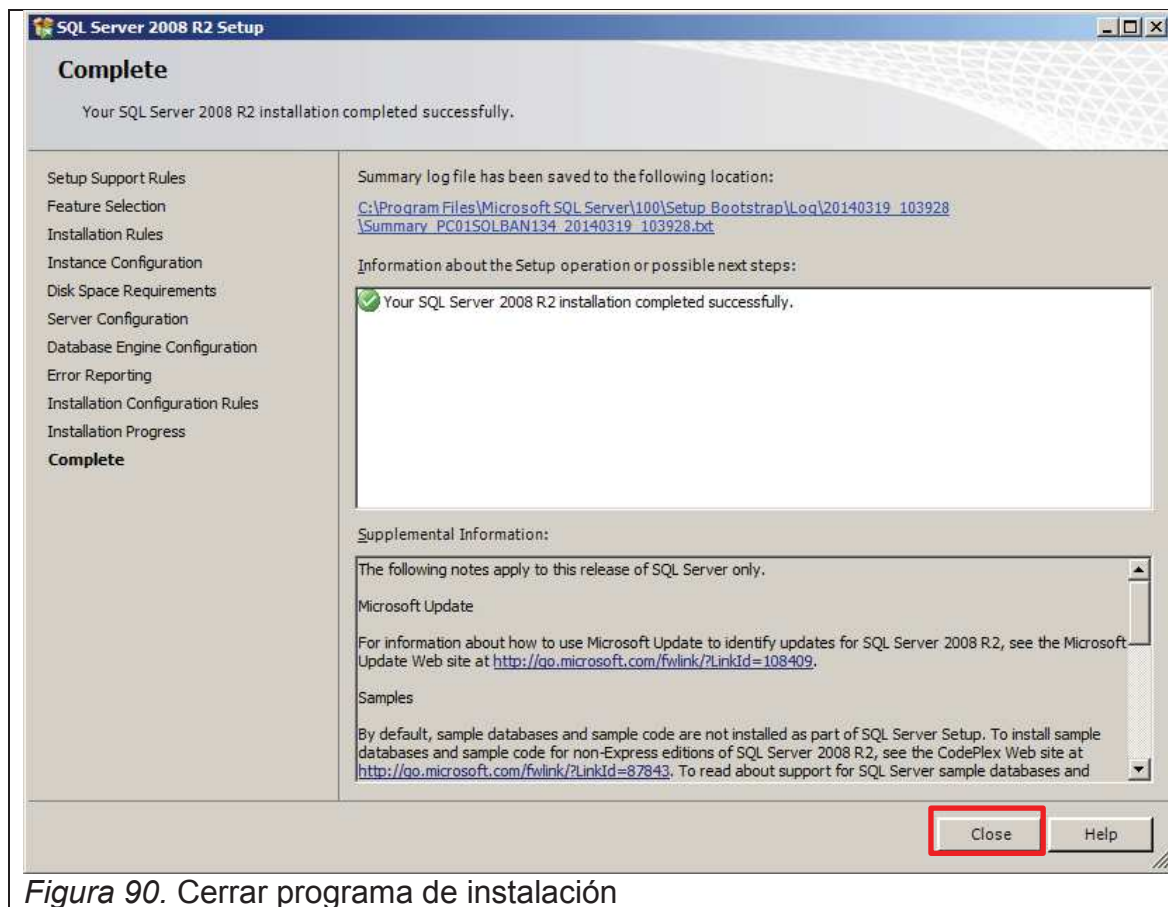 SQL Server 2008 R2 Setup
Complete
Your SQL Server 2008 R2 installation completed successfully.
Setup Support Rules
Feature Selection
Installation Rules
Instance Configuration
Disk Space Requirements
Server Configuration
Database Engine Configuration
Error Reporting
Installation Configuration Rules
Installation Progress
Complete
Summary log file has been saved to the following location:
C:\Program Files\Microsoft SQL Server\100\Setup Bootstrap\Log\20140319_103928
\Summary_PC01SOLBAN134_20140319_103928.txt
Information about the Setup operation or possible next steps:
Your SQL Server 2008 R2 installation completed successfully.
Supplemental Information:
The following notes apply to this release of SQL Server only.
Microsoft Update
For information about how to use Microsoft Update to identify updates for SQL Server 2008 R2, see the Microsoft
Update Web site at http://go.microsoft.com/fwlink/?LinkId=108409.
Samples
By default, sample databases and sample code are not installed as part of SQL Server Setup. To install sample
databases and sample code for non-Express editions of SQL Server 2008 R2, see the CodePlex Web site at
http://go.microsoft.com/fwlink/?LinkId=87843. To read about support for SQL Server sample databases and
Close Help
Figura 90. Cerrar programa de instalación